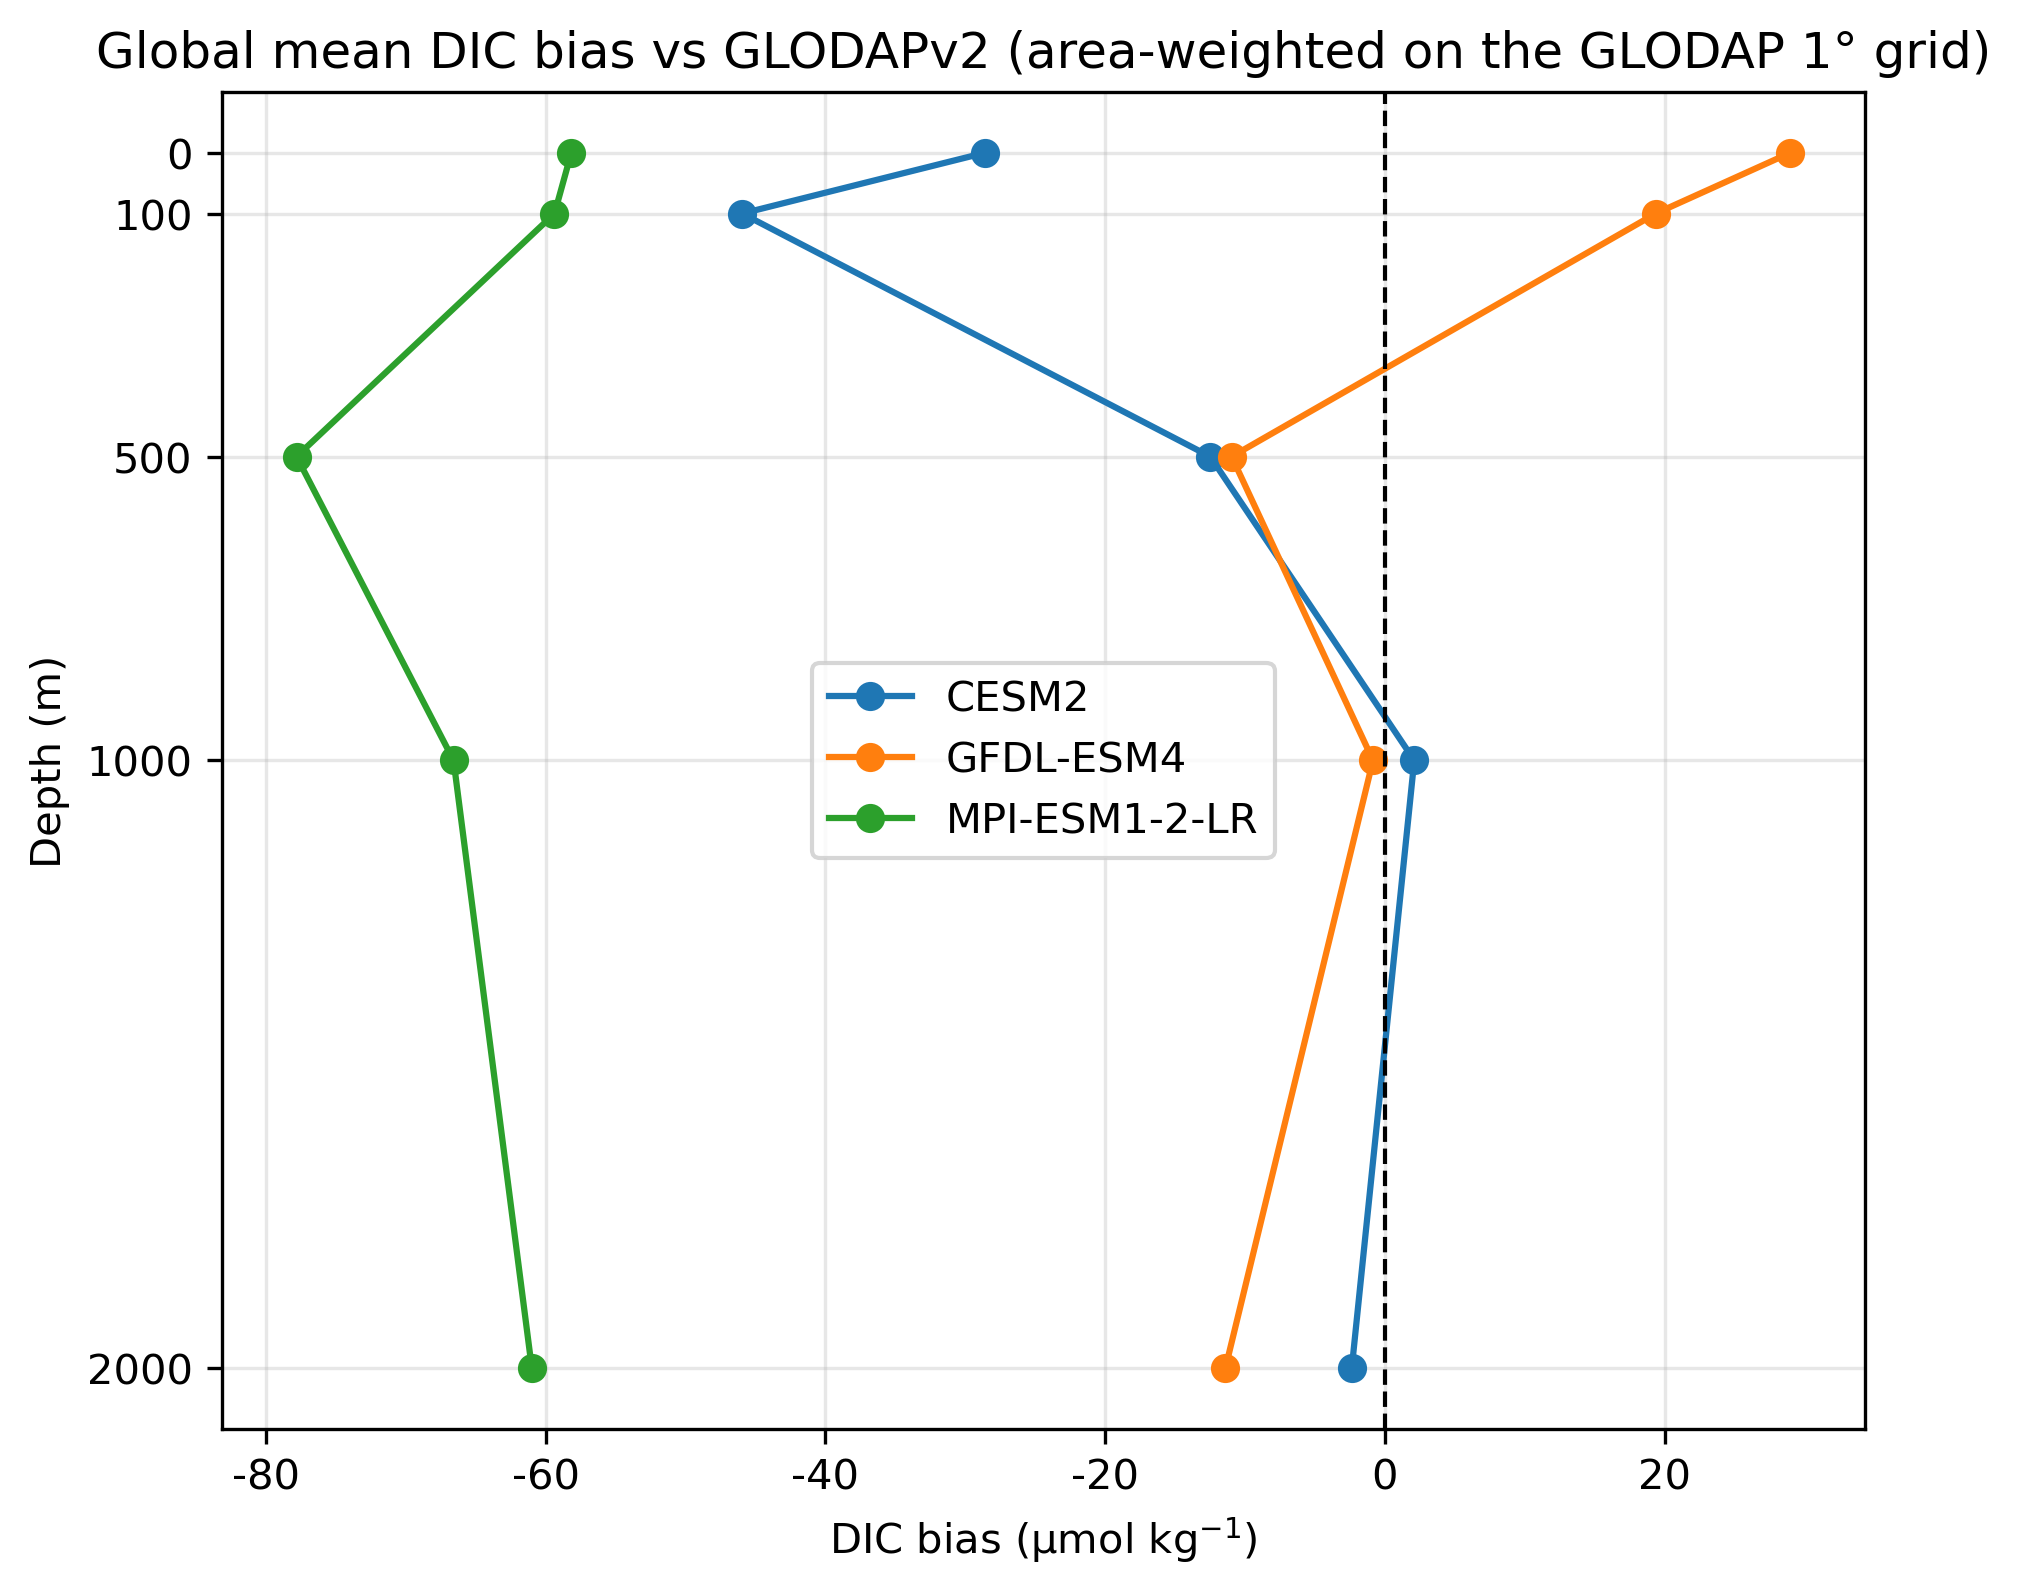 Global mean DIC bias vs GLODAPv2 (area-weighted on the GLODAP 1° grid)
0
100
500
1000
2000
Depth (m)
CESM2
GFDL-ESM4
MPI-ESM1-2-LR
-80 -60 -40 -20 0 20
DIC bias (µmol kg⁻¹)